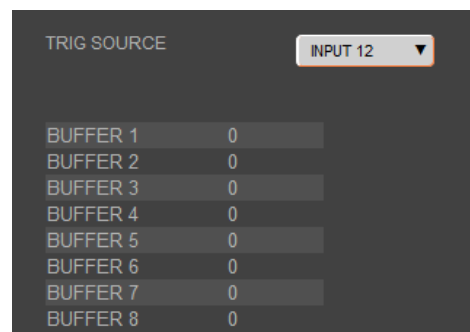 TRIG SOURCE INPUT 12 ▼
BUFFER 1 0
BUFFER 2 0
BUFFER 3 0
BUFFER 4 0
BUFFER 5 0
BUFFER 6 0
BUFFER 7 0
BUFFER 8 0